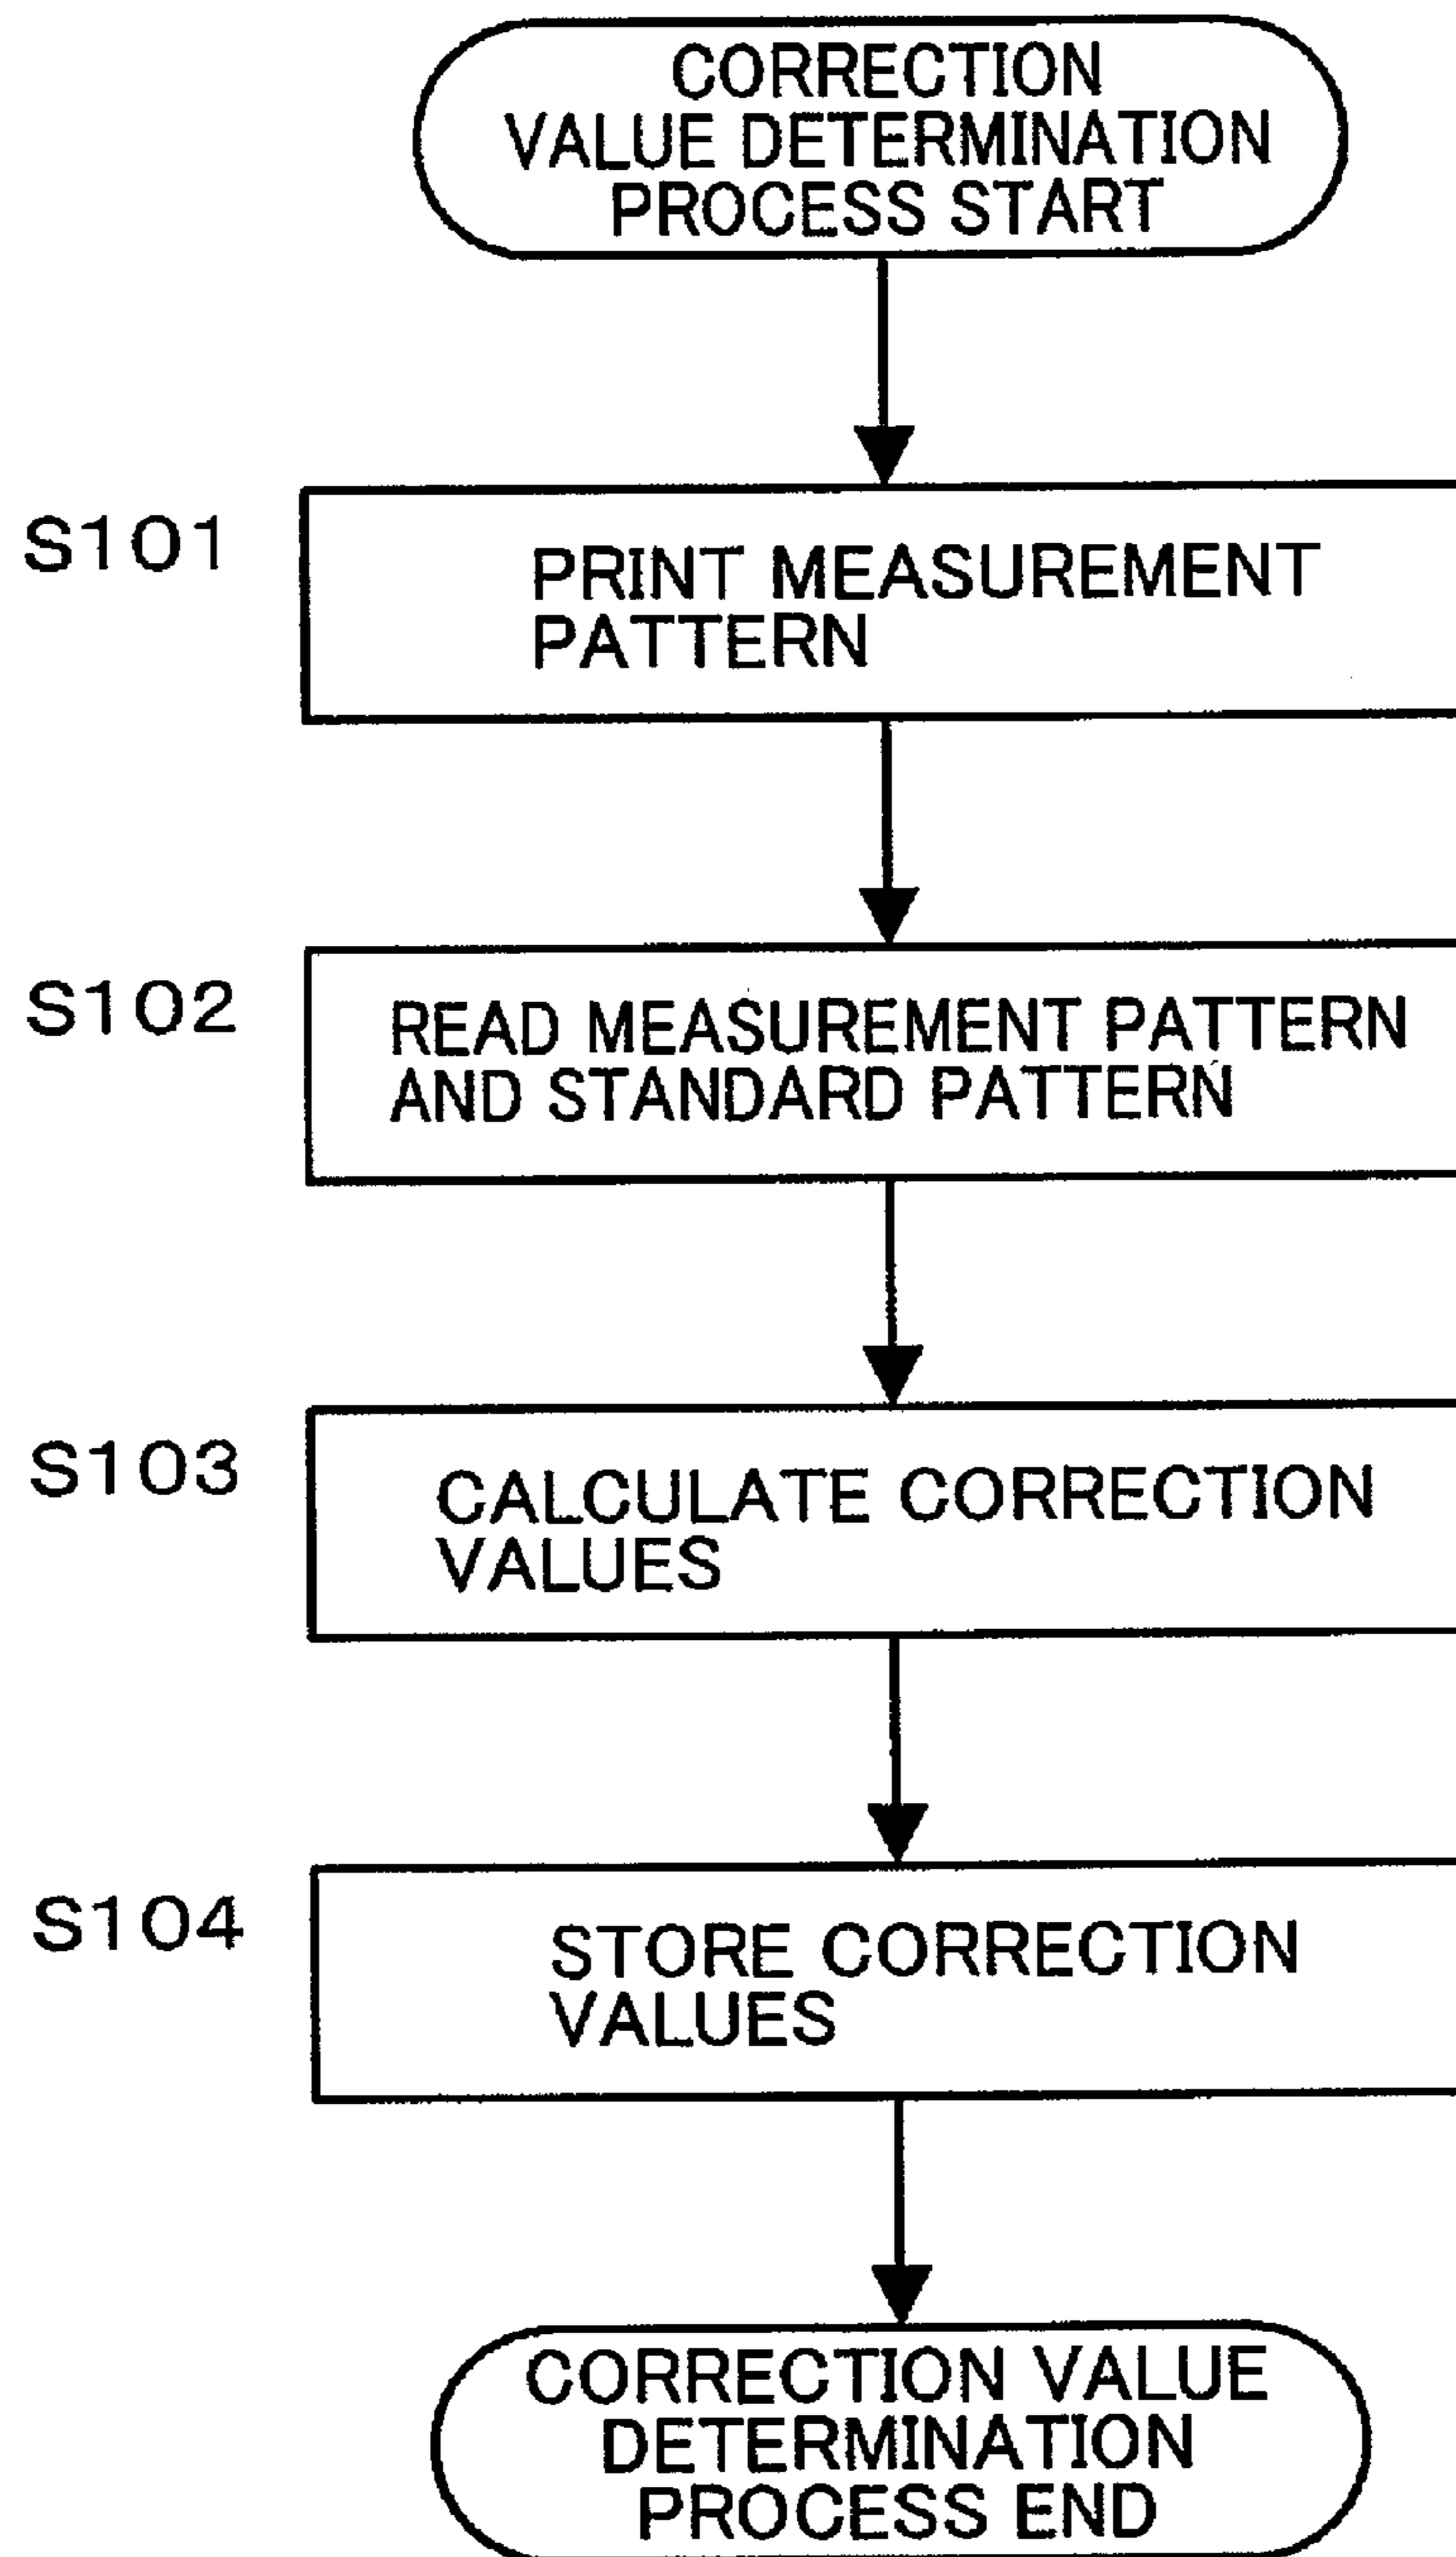 CORRECTION
VALUE DETERMINATION
PROCESS START
S101
PRINT MEASUREMENT
PATTERN
S102
READ MEASUREMENT PATTERN
AND STANDARD PATTERN
S103
CALCULATE CORRECTION
VALUES
S104
STORE CORRECTION
VALUES
CORRECTION VALUE
DETERMINATION
PROCESS END